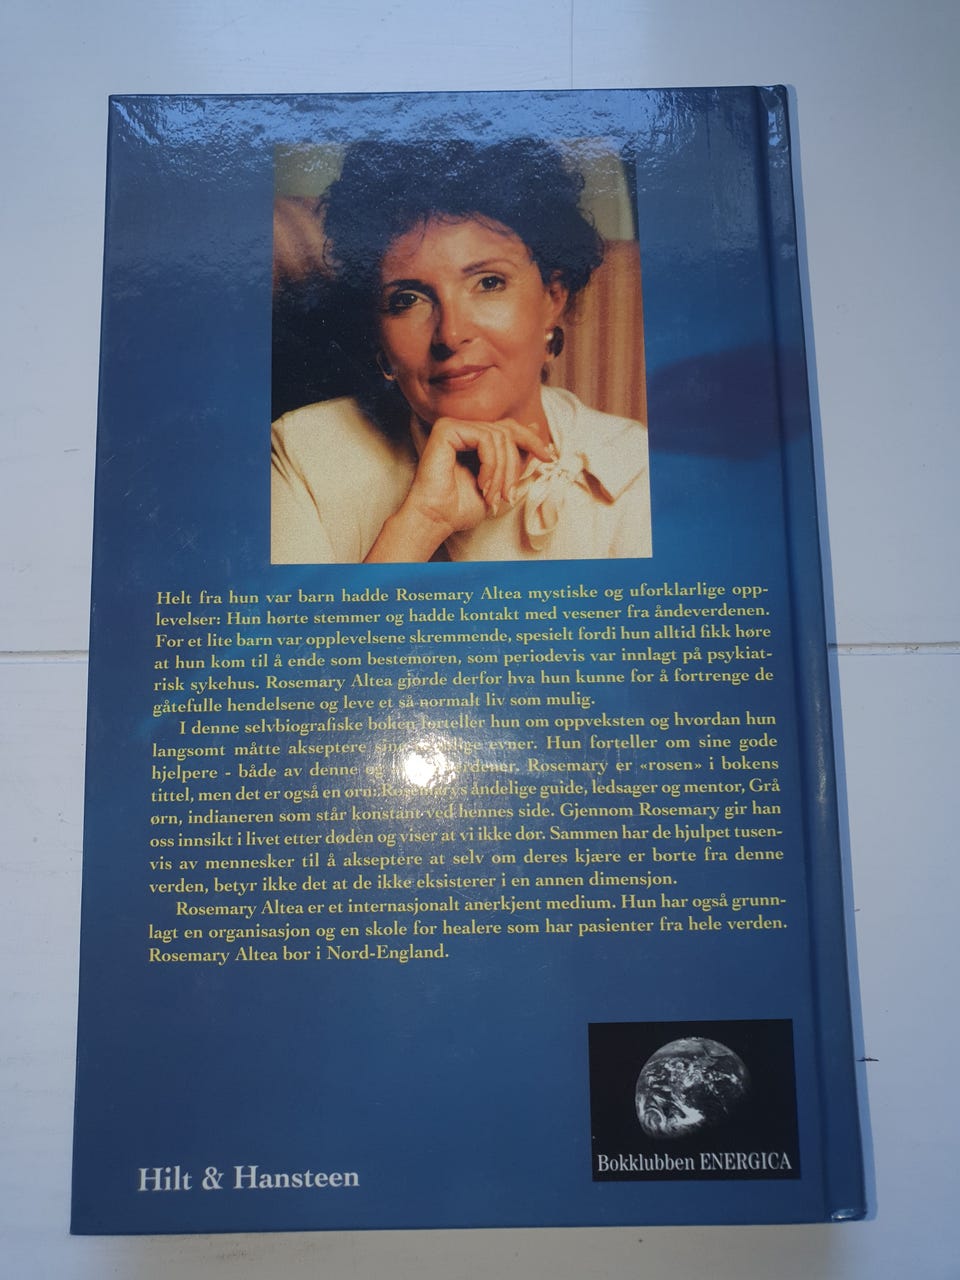 Helt fra hun var barn hadde Rosemary Altea mystiske og uforklarlige opp-
levelser: Hun hørte stemmer og hadde kontakt med vesener fra åndeverdenen.
For et lite barn var opplevelsene skremmende, spesielt fordi hun alltid fikk høre
at hun kom til å ende som bestemoren, som periodevis var innlagt på psykiat-
risk sykehus. Rosemary Altea gjorde derfor hva hun kunne for å fortrenge de
gåtefulle hendelsene og leve et så normalt liv som mulig.
I denne selvbiografiske boken forteller hun om oppveksten og hvordan hun
langsomt måtte akseptere sine evner. Hun forteller om sine gode
hjelpere - både av denne og Rosemary er «rosen» i bokens
tittel, men det er også en ørn: Rosemarys åndelige guide, ledsager og mentor, Grå
ørn, indianeren som står konstant ved hennes side. Gjennom Rosemary gir han
oss innsikt i livet etter døden og viser at vi ikke dør. Sammen har de hjulpet tusen-
vis av mennesker til å akseptere at selv om deres kjære er borte fra denne
verden, betyr ikke det at de ikke eksisterer i en annen dimensjon.
Rosemary Altea er et internasjonalt anerkjent medium. Hun har også grunn-
lagt en organisasjon og en skole for healere som har pasienter fra hele verden.
Rosemary Altea bor i Nord-England.
Bokklubben ENERGICA
Hilt & Hansteen